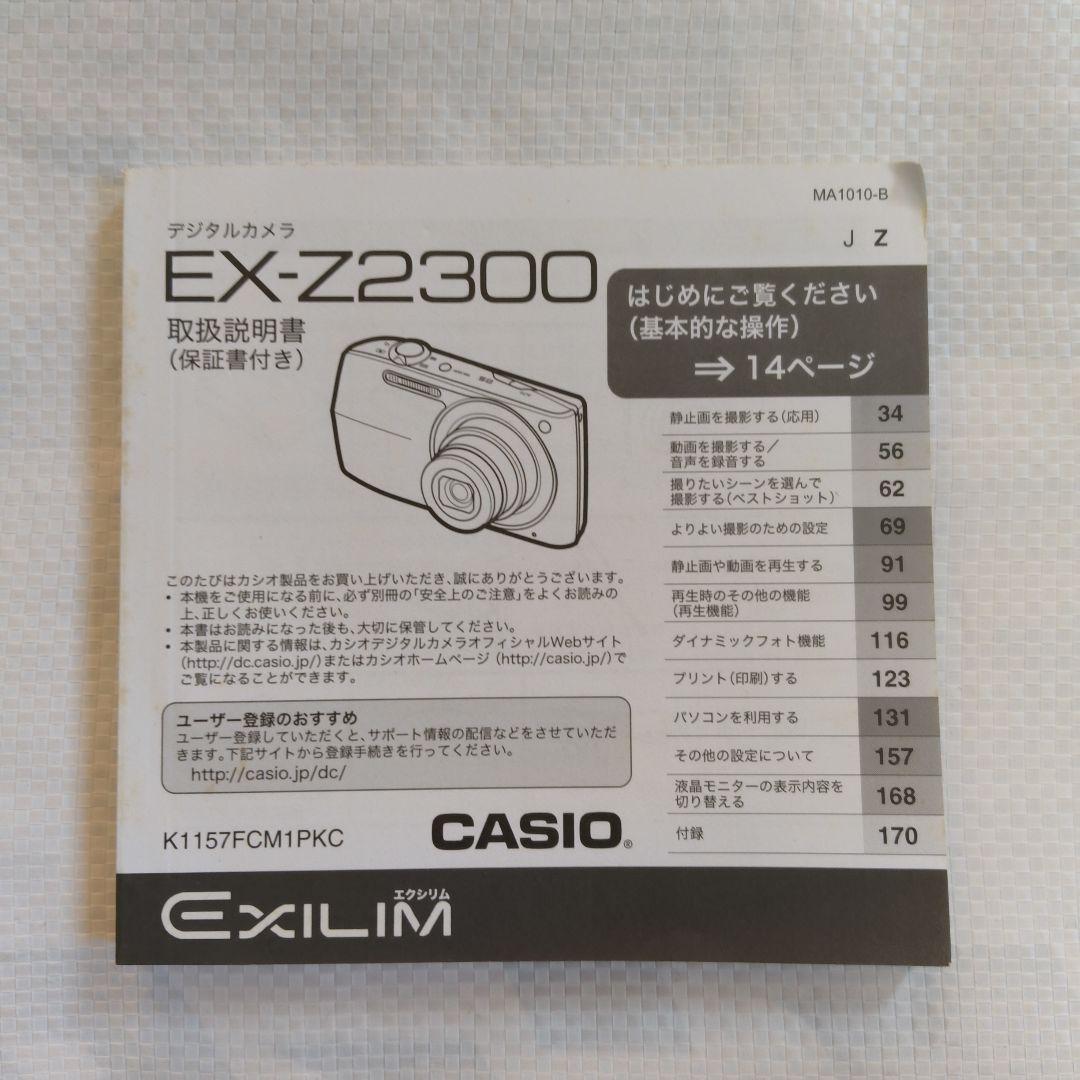 MA1010-B
J Z
デジタルカメラ
EX-Z2300
取扱説明書
(保証書付き)
はじめにご覧ください
(基本的な操作)
⇒ 14ページ
静止画を撮影する(応用) 34
動画を撮影する/
音声を録音する 56
撮りたいシーンを選んで
撮影する(ベストショット) 62
よりよい撮影のための設定 69
静止画や動画を再生する 91
再生時のその他の機能
(再生機能) 99
ダイナミックフォト機能 116
プリント(印刷)する 123
パソコンを利用する 131
その他の設定について 157
液晶モニターの表示内容を
切り替える 168
付録 170
このたびはカシオ製品をお買い上げいただき、誠にありがとうございます。
• 本機をご使用になる前に、必ず別冊の「安全上のご注意」をよくお読みの
上、正しくお使いください。
• 本書はお読みになった後も、大切に保管してください。
• 本製品に関する情報は、カシオデジタルカメラオフィシャルWebサイト
(http://dc.casio.jp/)またはカシオホームページ (http://casio.jp/)で
ご覧になることができます。
ユーザー登録のおすすめ
ユーザー登録していただくと、サポート情報の配信などをさせていただ
きます。下記サイトから登録手続きを行ってください。
http://casio.jp/dc/
K1157FCM1PKC
CASIO®
エクシリム
EXILIM